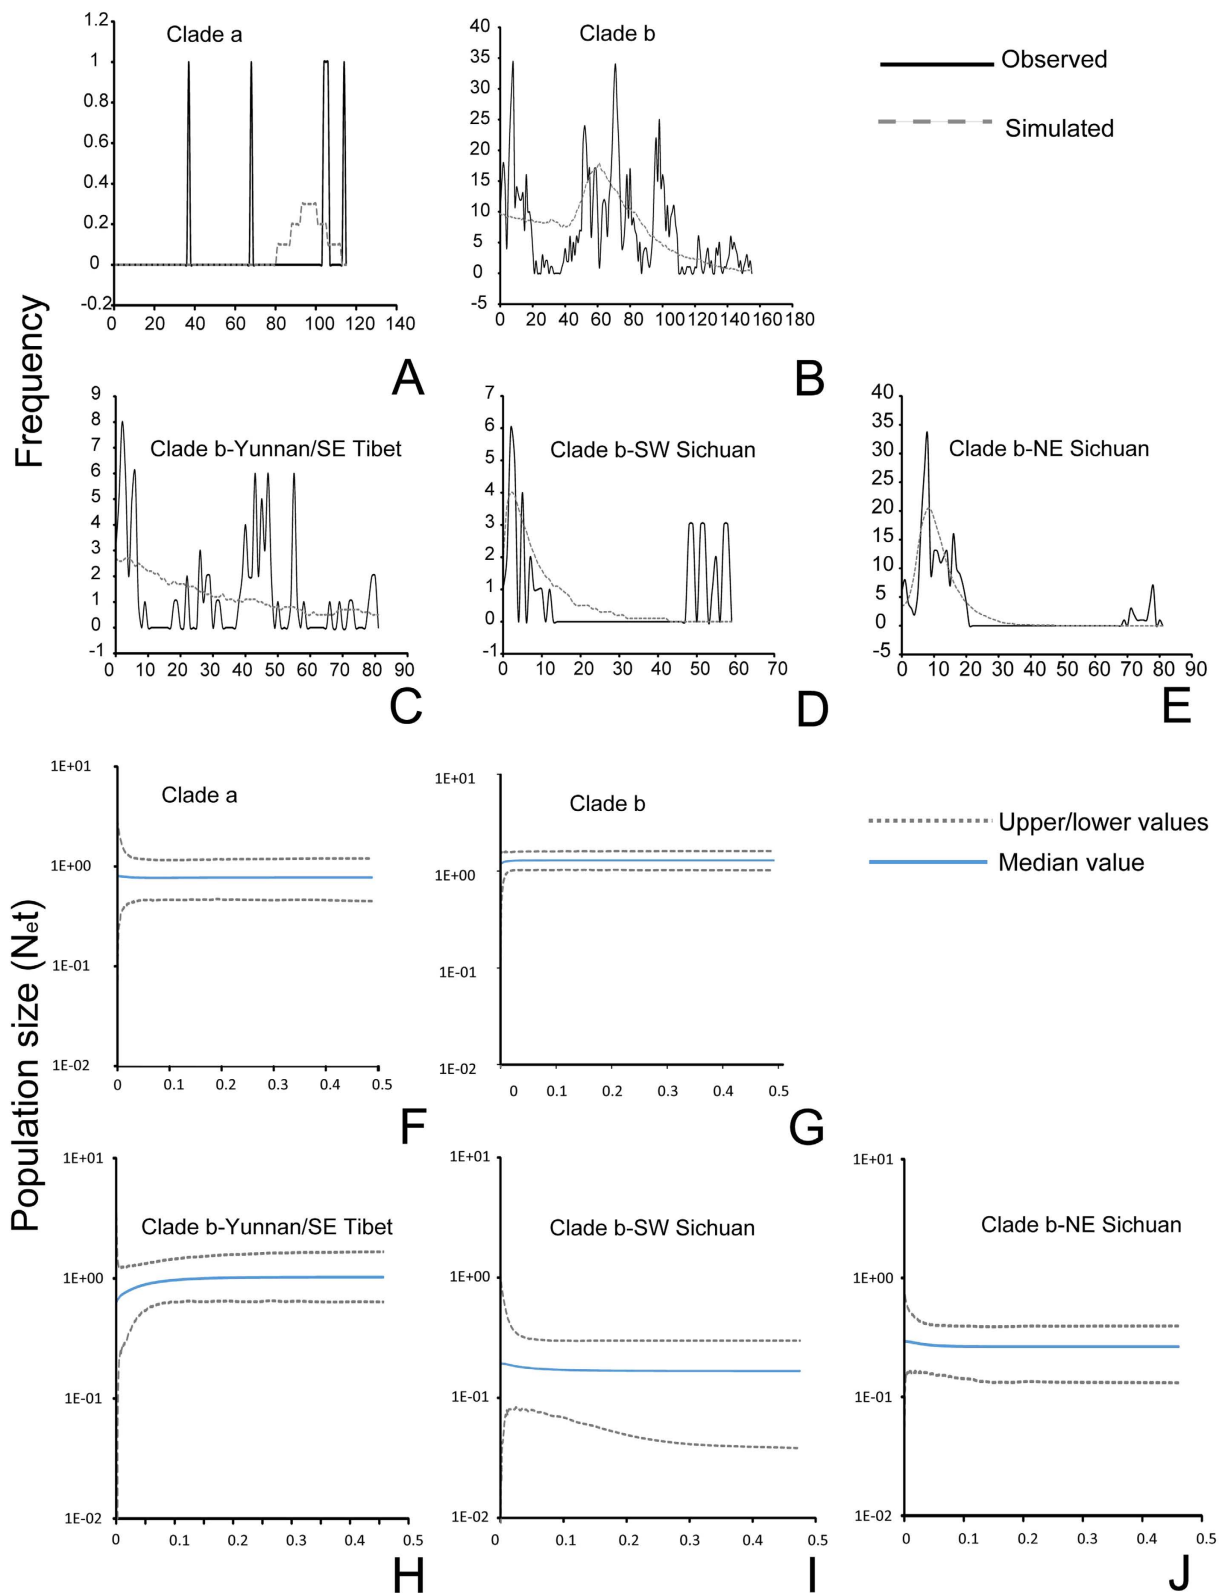 Frequency
Clade a
1.2
1
0.8
0.6
0.4
0.2
0
-0.2
0 20 40 60 80 100 120 140
A
Clade b
40
35
30
25
20
15
10
5
0
-5
0 20 40 60 80 100 120 140 160 180
B
Observed
Simulated
Clade b-Yunnan/SE Tibet
9
8
7
6
5
4
3
2
1
0
-1
0 10 20 30 40 50 60 70 80 90
C
Clade b-SW Sichuan
7
6
5
4
3
2
1
0
-1
0 10 20 30 40 50 60 70
D
Clade b-NE Sichuan
40
35
30
25
20
15
10
5
0
-5
0 10 20 30 40 50 60 70 80 90
E
Population size (Net)
Clade a
1E+01
1E+00
1E-01
1E-02
0 0.1 0.2 0.3 0.4 0.5
F
Clade b
1E+01
1E+00
1E-01
1E-02
0 0.1 0.2 0.3 0.4 0.5
G
Upper/lower values
Median value
Clade b-Yunnan/SE Tibet
1E+01
1E+00
1E-01
1E-02
0 0.1 0.2 0.3 0.4 0.5
H
Clade b-SW Sichuan
1E+01
1E+00
1E-01
1E-02
0 0.1 0.2 0.3 0.4 0.5
I
Clade b-NE Sichuan
1E+01
1E+00
1E-01
1E-02
0 0.1 0.2 0.3 0.4 0.5
J